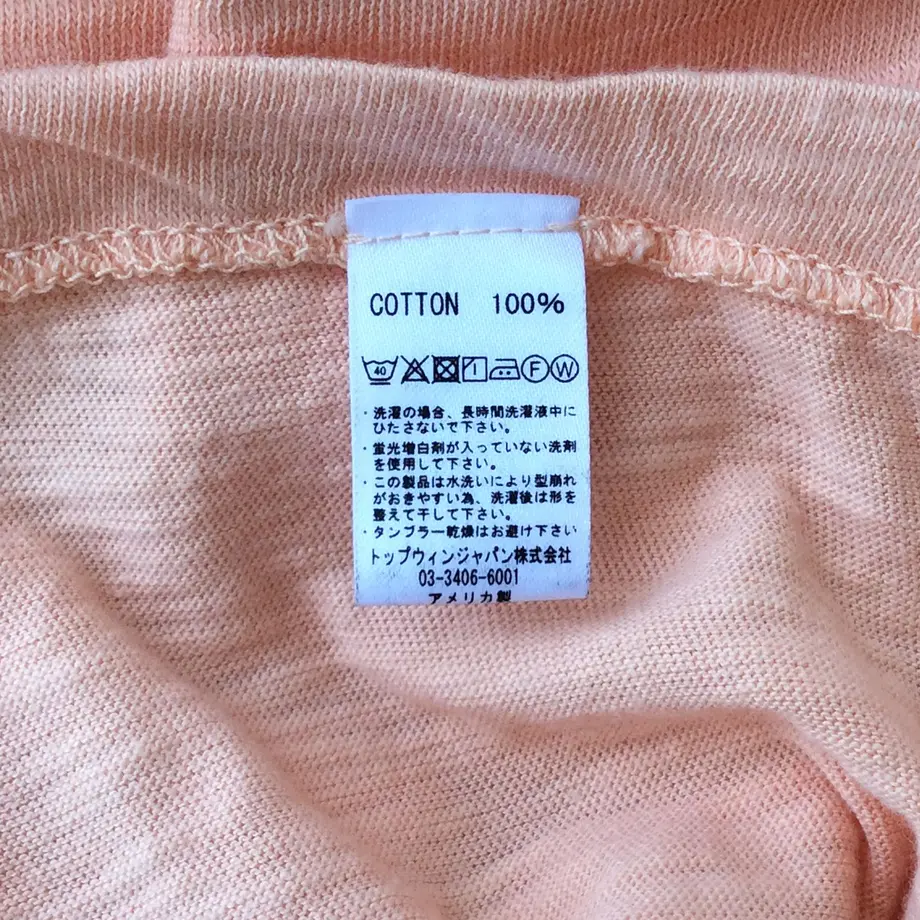 COTTON 100%
40 F W
・洗濯の場合、長時間洗濯液中に
ひたさないで下さい。
・蛍光増白剤が入っていない洗剤
を使用して下さい。
・この製品は水洗いにより型崩れ
がおきやすい為、洗濯後は形を
整えて干して下さい。
・タンブラー乾燥はお避け下さい
トップウィンジャパン株式会社
03-3406-6001
アメリカ製